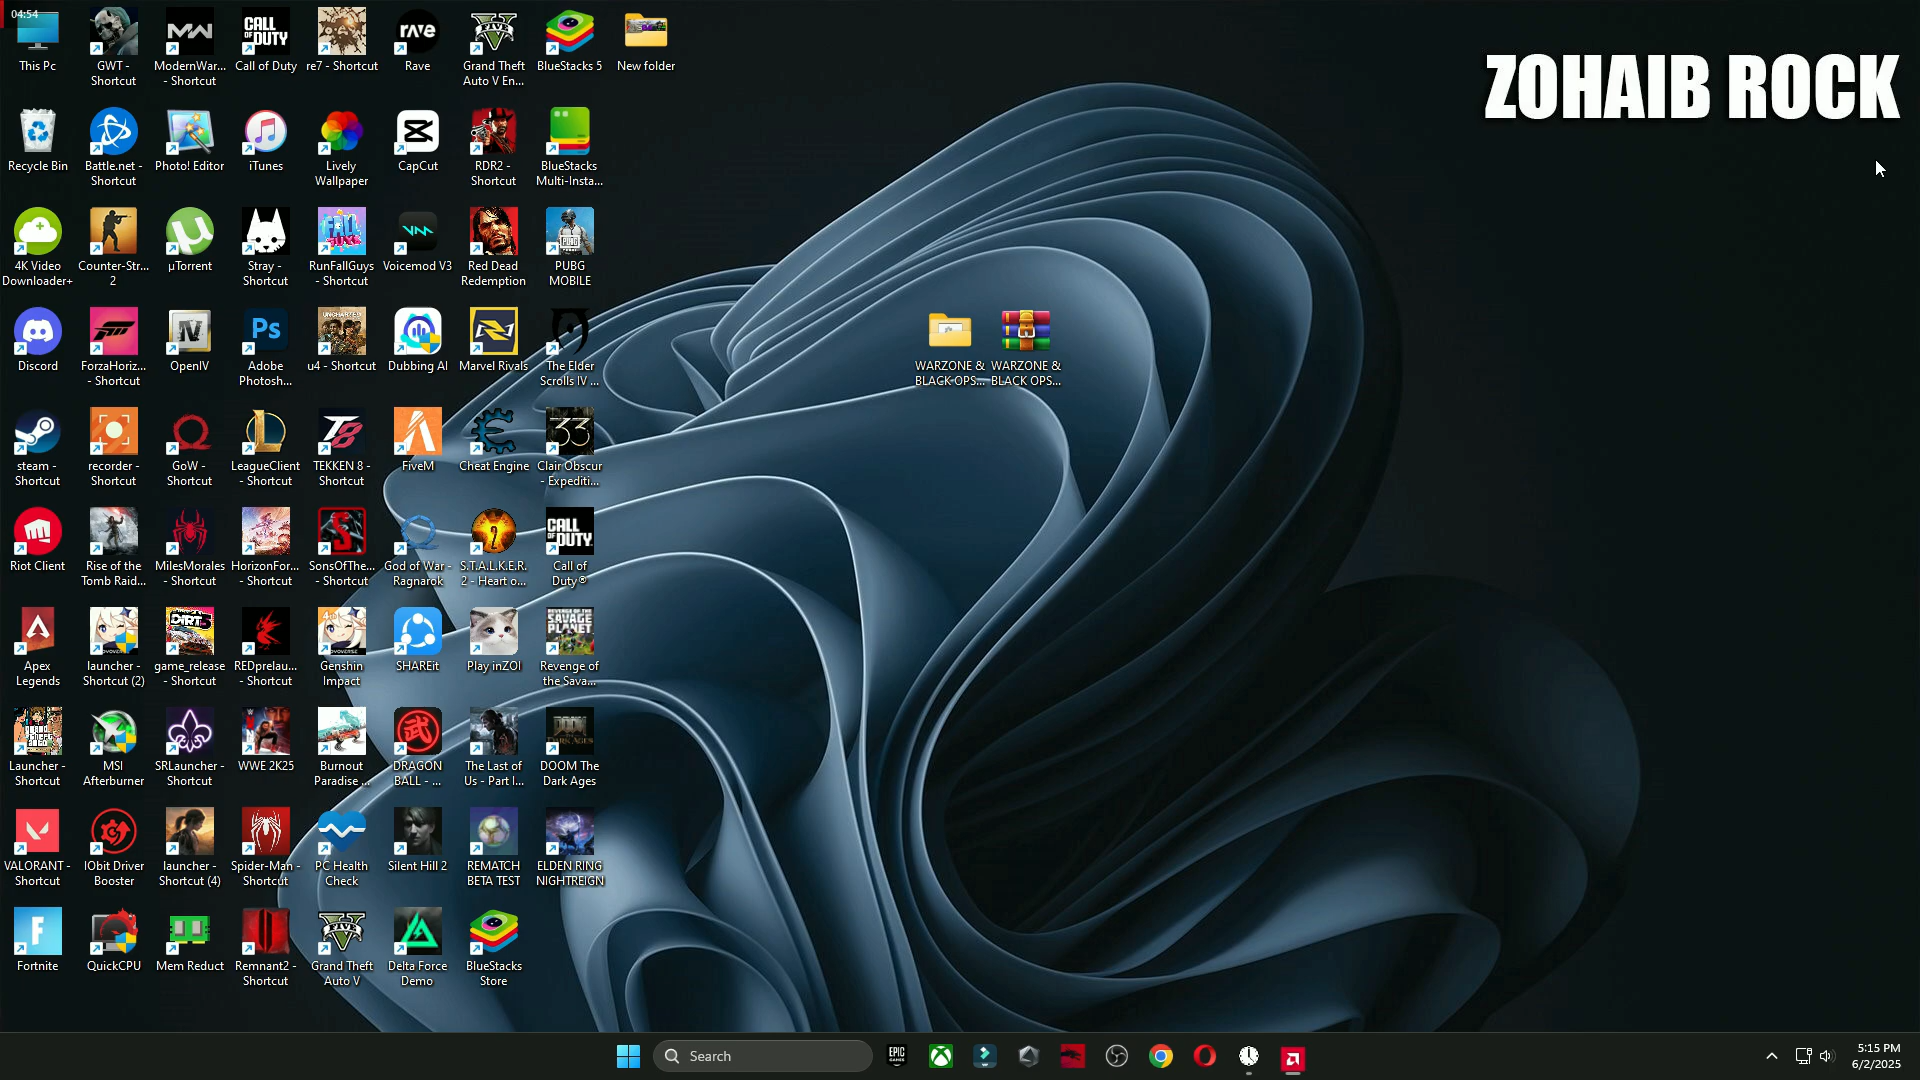 04:54
ZOHAIB ROCK
This Pc
GWT -
Shortcut
ModernWar...
- Shortcut
Call of Duty
re7 - Shortcut
Rave
Grand Theft
Auto V En...
BlueStacks 5
New folder
Recycle Bin
Battle.net -
Shortcut
Photo! Editor
iTunes
Lively
Wallpaper
CapCut
RDR2 -
Shortcut
BlueStacks
Multi-Insta...
4K Video
Downloader+
Counter-Str...
2
µTorrent
Stray -
Shortcut
RunFallGuys
- Shortcut
Voicemod V3
Red Dead
Redemption
PUBG
MOBILE
Discord
ForzaHoriz...
- Shortcut
OpenIV
Adobe
Photosh...
u4 - Shortcut
Dubbing AI
Marvel Rivals
The Elder
Scrolls IV ...
WARZONE &
BLACK OPS...
WARZONE &
BLACK OPS...
steam -
Shortcut
recorder -
Shortcut
GoW -
Shortcut
LeagueClient
- Shortcut
TEKKEN 8 -
Shortcut
FiveM
Cheat Engine
Clair Obscur
- Expediti...
Riot Client
Rise of the
Tomb Raid...
MilesMorales
- Shortcut
HorizonFor...
- Shortcut
SonsOfThe...
- Shortcut
God of War -
Ragnarok
S.T.A.L.K.E.R.
2 - Heart o...
Call of
Duty®
Apex
Legends
launcher -
Shortcut (2)
game_release
- Shortcut
REDprelau...
- Shortcut
Genshin
Impact
SHAREit
Play inZOI
Revenge of
the Sava...
Launcher -
Shortcut
MSI
Afterburner
SRLauncher -
Shortcut
WWE 2K25
Burnout
Paradise ...
DRAGON
BALL - ...
The Last of
Us - Part I...
DOOM The
Dark Ages
VALORANT -
Shortcut
IObit Driver
Booster
launcher -
Shortcut (4)
Spider-Man -
Shortcut
PC Health
Check
Silent Hill 2
REMATCH
BETA TEST
ELDEN RING
NIGHTREIGN
Fortnite
QuickCPU
Mem Reduct
Remnant2 -
Shortcut
Grand Theft
Auto V
Delta Force
Demo
BlueStacks
Store
Search
5:15 PM
6/2/2025